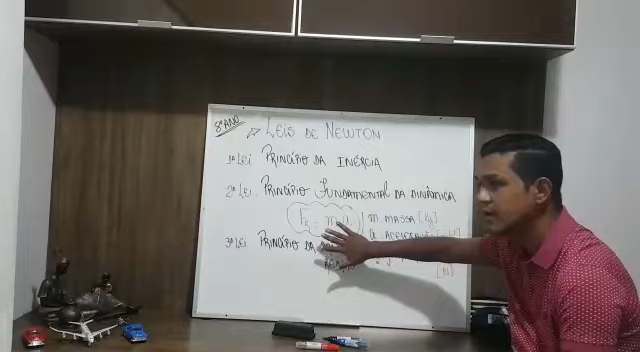 8º ANO
LEIS DE NEWTON
1ª LEI PRINCÍPIO DA INÉRCIA
2ª LEI. PRINCÍPIO FUNDAMENTAL DA DINÂMICA
FR = m.a
m MASSA [kg]
a. ACELERAÇÃO
3ª LEI PRINCÍPIO DA
[N]